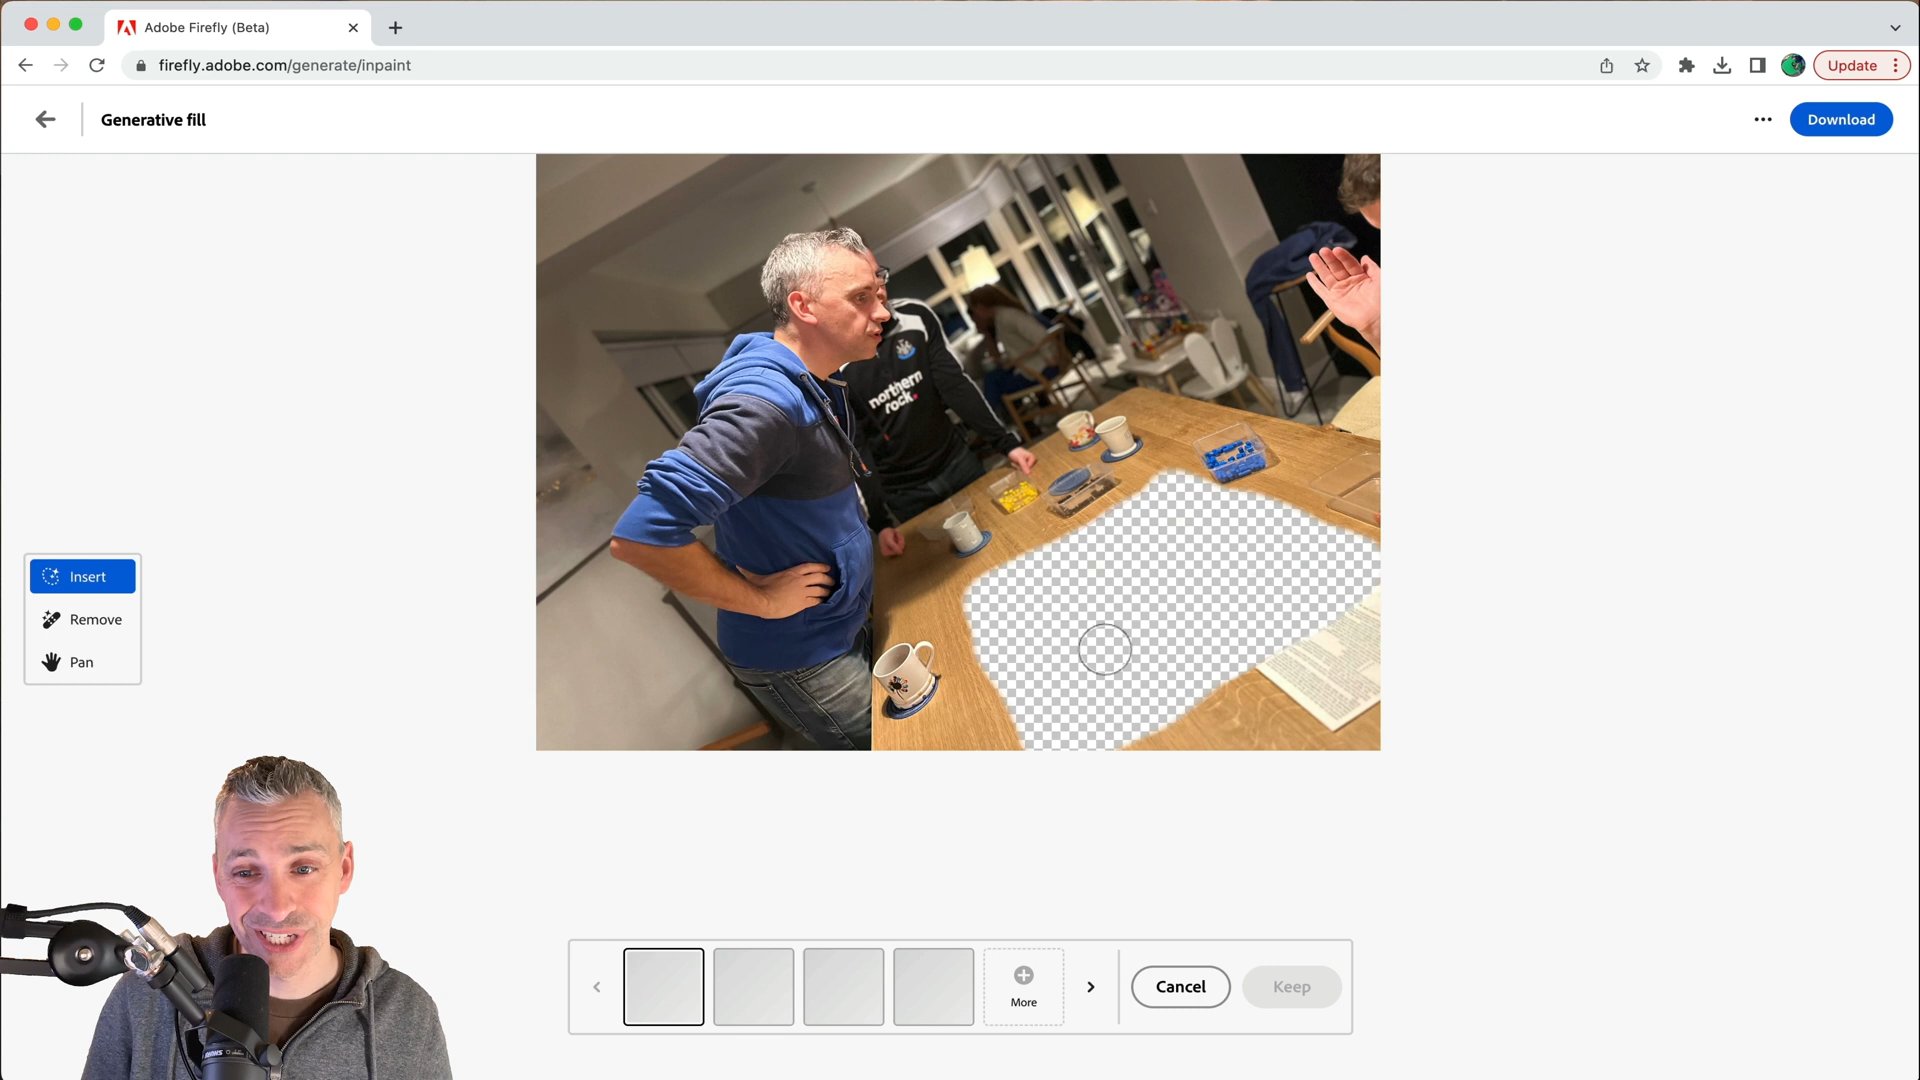 Adobe Firefly (Beta)
firefly.adobe.com/generate/inpaint
Update
Generative fill
Download
northern
rock.
Insert
Remove
Pan
More
Cancel
Keep